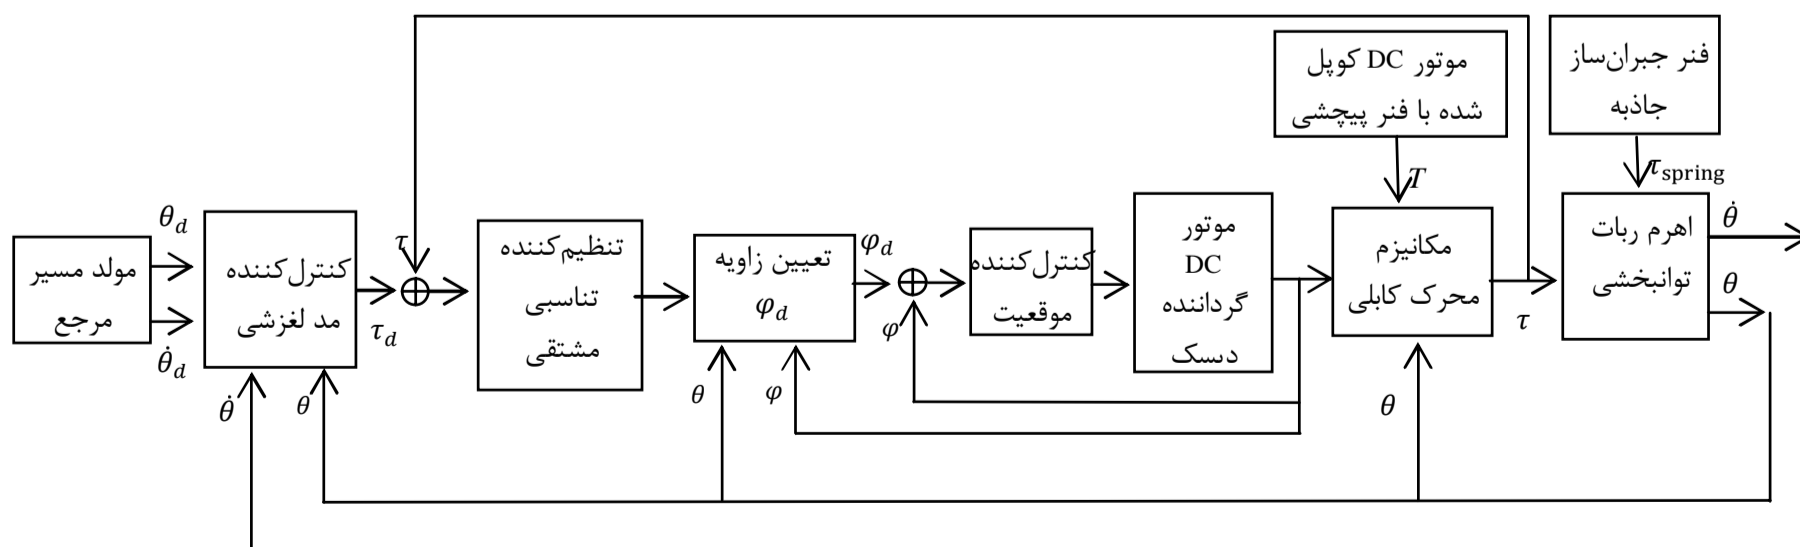 فنر جبران‌ساز
جاذبه
موتور DC کوپل
شده با فنر پیچشی
τ_spring
T
θ_d
مولد مسیر
مرجع
θ̇_d
کنترل‌کننده
مد لغزشی
τ
τ_d
تنظیم‌کننده
تناسبی
مشتقی
تعیین زاویه
φ_d
φ_d
φ
کنترل‌کننده
موقعیت
موتور
DC
گرداننده
دیسک
مکانیزم
محرک کابلی
τ
اهرم ربات
توانبخشی
θ̇
θ
θ̇
θ
θ
φ
θ